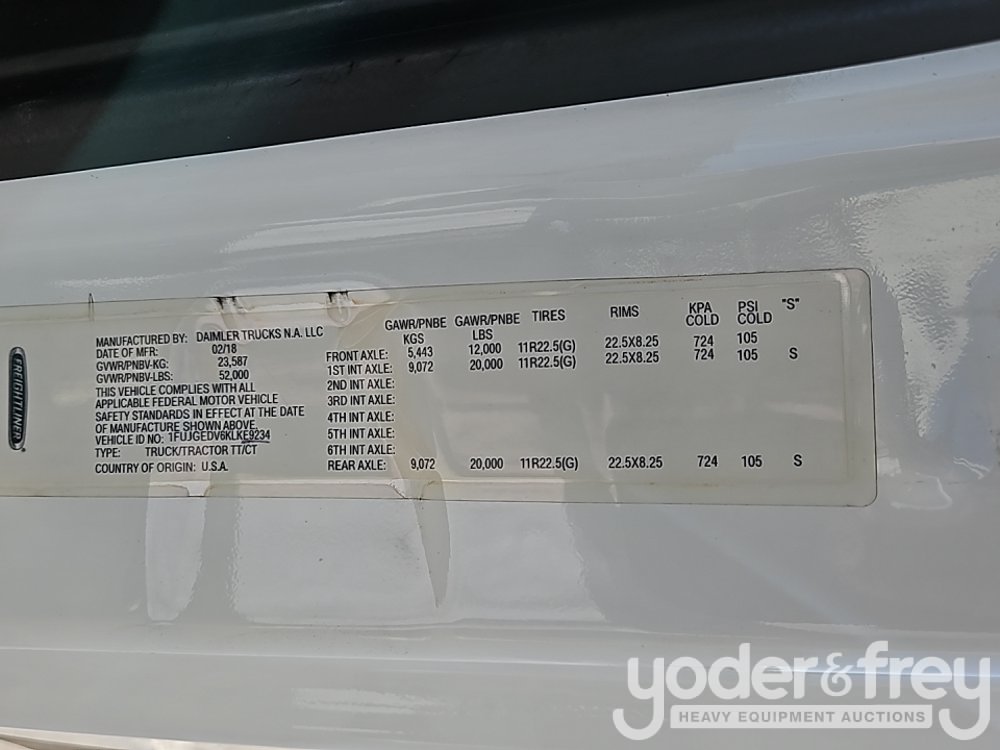 FREIGHTLINER
MANUFACTURED BY: DAIMLER TRUCKS N.A. LLC
DATE OF MFR: 02/18
GVWR/PNBV-KG: 23,587
GVWR/PNBV-LBS: 52,000
THIS VEHICLE COMPLIES WITH ALL
APPLICABLE FEDERAL MOTOR VEHICLE
SAFETY STANDARDS IN EFFECT AT THE DATE
OF MANUFACTURE SHOWN ABOVE.
VEHICLE ID NO: 1FUJGEDV6KLKE9234
TYPE: TRUCK/TRACTOR TT/CT
COUNTRY OF ORIGIN: U.S.A.
GAWR/PNBE GAWR/PNBE TIRES RIMS KPA PSI "S"
KGS LBS COLD COLD
FRONT AXLE: 5,443 12,000 11R22.5(G) 22.5X8.25 724 105
1ST INT AXLE: 9,072 20,000 11R22.5(G) 22.5X8.25 724 105 S
2ND INT AXLE:
3RD INT AXLE:
4TH INT AXLE:
5TH INT AXLE:
6TH INT AXLE:
REAR AXLE: 9,072 20,000 11R22.5(G) 22.5X8.25 724 105 S
yoder&frey
HEAVY EQUIPMENT AUCTIONS